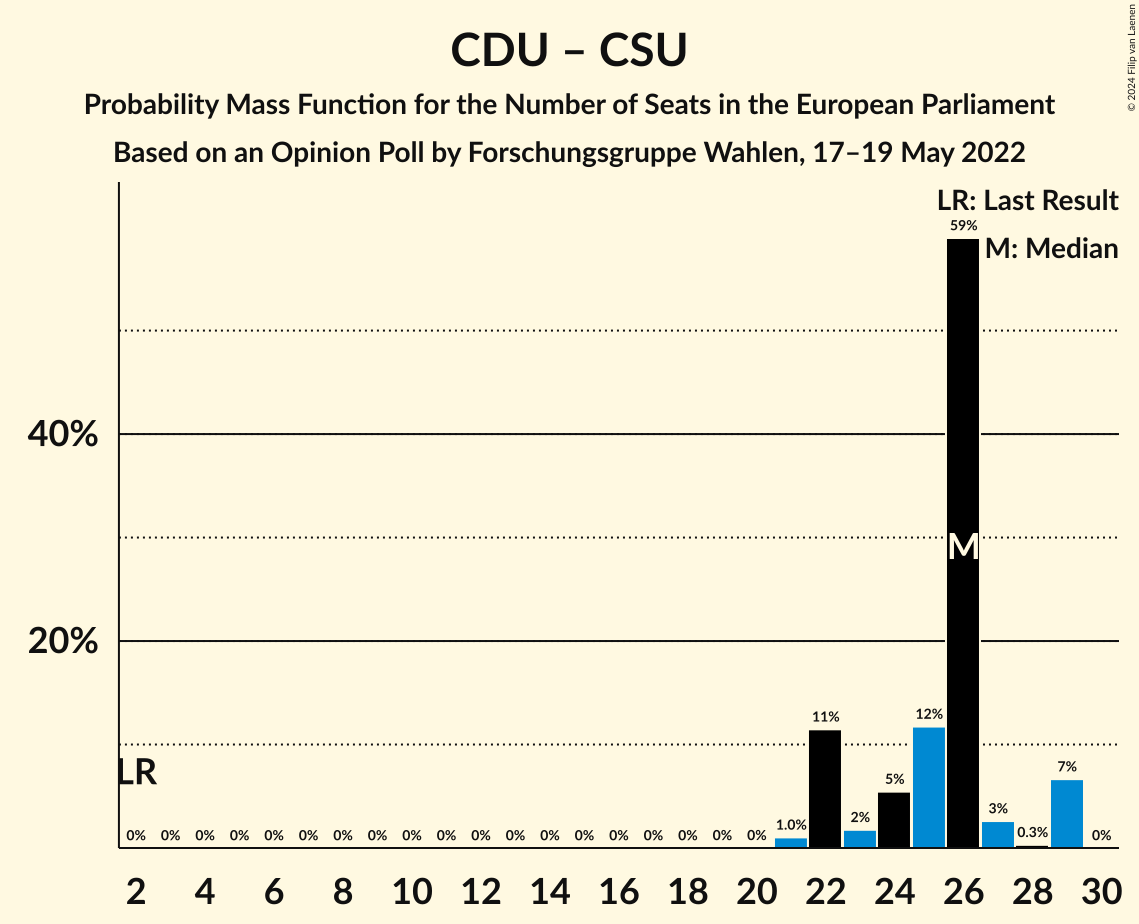 CDU – CSU
Probability Mass Function for the Number of Seats in the European Parliament
Based on an Opinion Poll by Forschungsgruppe Wahlen, 17–19 May 2022
© 2024 Filip van Laenen
LR: Last Result
M: Median
59%
40%
M
20%
11% 5% 12% 7%
LR
0% 0% 0% 0% 0% 0% 0% 0% 0% 0% 0% 0% 0% 0% 0% 0% 0% 0% 0% 1.0% 2% 3% 0.3% 0%
2 4 6 8 10 12 14 16 18 20 22 24 26 28 30